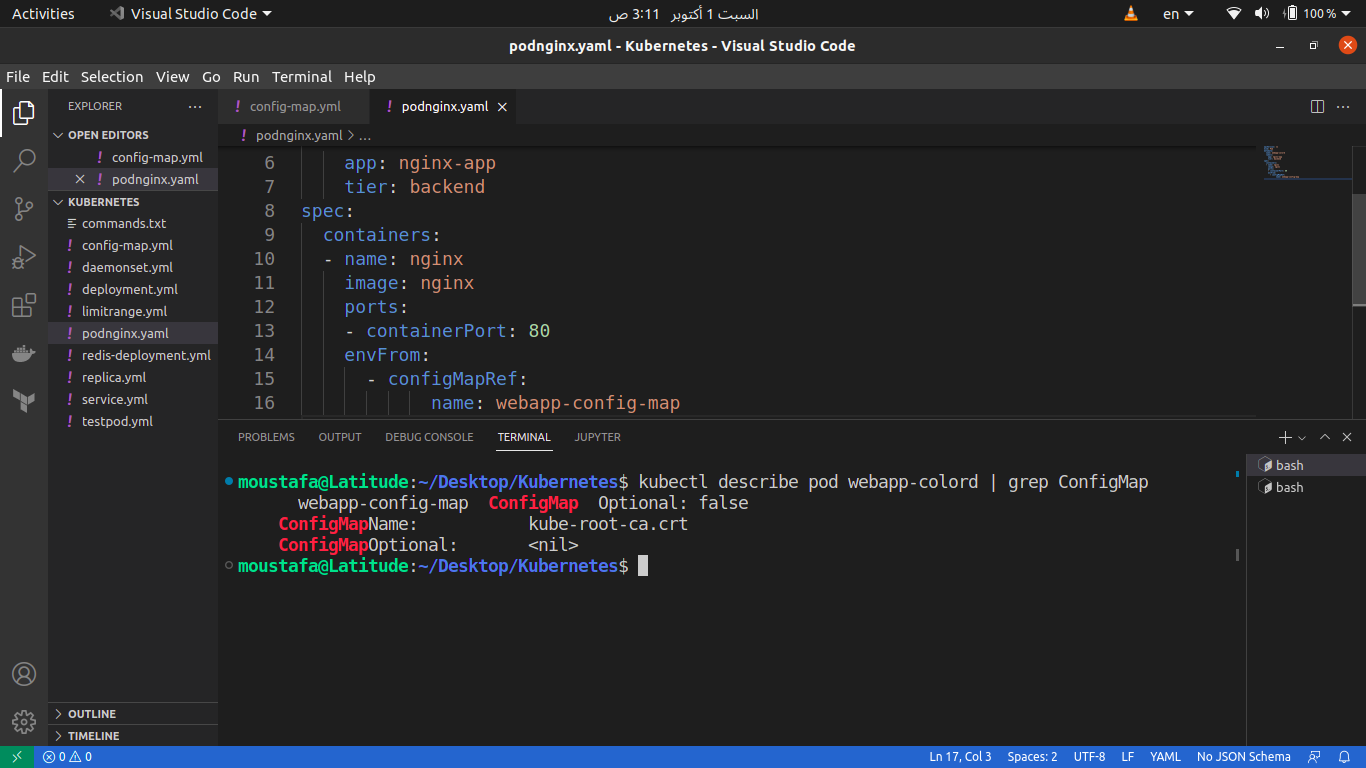 Activities
Visual Studio Code
السبت 1 أكتوبر 3:11 ص
en
100 %
podnginx.yaml - Kubernetes - Visual Studio Code
File Edit Selection View Go Run Terminal Help
EXPLORER
OPEN EDITORS
config-map.yml
podnginx.yaml
KUBERNETES
commands.txt
config-map.yml
daemonset.yml
deployment.yml
limitrange.yml
podnginx.yaml
redis-deployment.yml
replica.yml
service.yml
testpod.yml
OUTLINE
TIMELINE
config-map.yml
podnginx.yaml
podnginx.yaml > ...
6 app: nginx-app
7 tier: backend
8 spec:
9 containers:
10 - name: nginx
11 image: nginx
12 ports:
13 - containerPort: 80
14 envFrom:
15 - configMapRef:
16 name: webapp-config-map
PROBLEMS OUTPUT DEBUG CONSOLE TERMINAL JUPYTER
moustafa@Latitude:~/Desktop/Kubernetes$ kubectl describe pod webapp-colord | grep ConfigMap
webapp-config-map ConfigMap Optional: false
ConfigMapName: kube-root-ca.crt
ConfigMapOptional: <nil>
moustafa@Latitude:~/Desktop/Kubernetes$
bash
bash
0 0
Ln 17, Col 3 Spaces: 2 UTF-8 LF YAML No JSON Schema